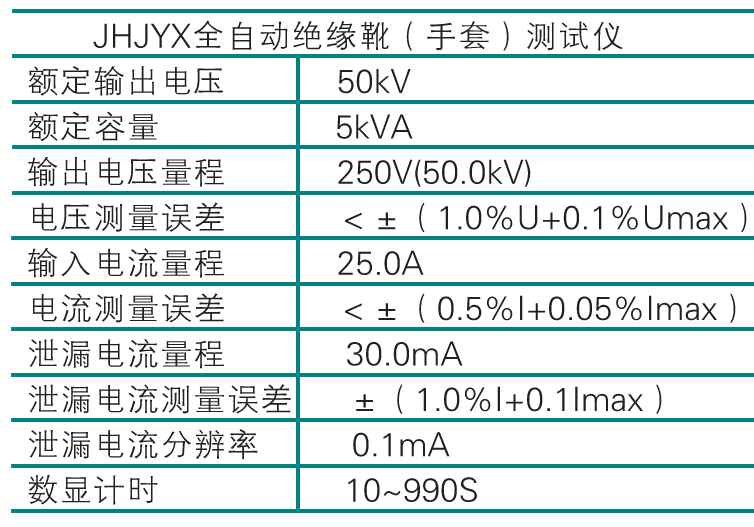 JHJYX全自动绝缘靴（手套）测试仪
额定输出电压 50kV
额定容量 5kVA
输出电压量程 250V(50.0kV)
电压测量误差 < ±（1.0%U+0.1%Umax）
输入电流量程 25.0A
电流测量误差 < ±（0.5%I+0.05%Imax）
泄漏电流量程 30.0mA
泄漏电流测量误差 ±（1.0%I+0.1Imax）
泄漏电流分辨率 0.1mA
数显计时 10~990S